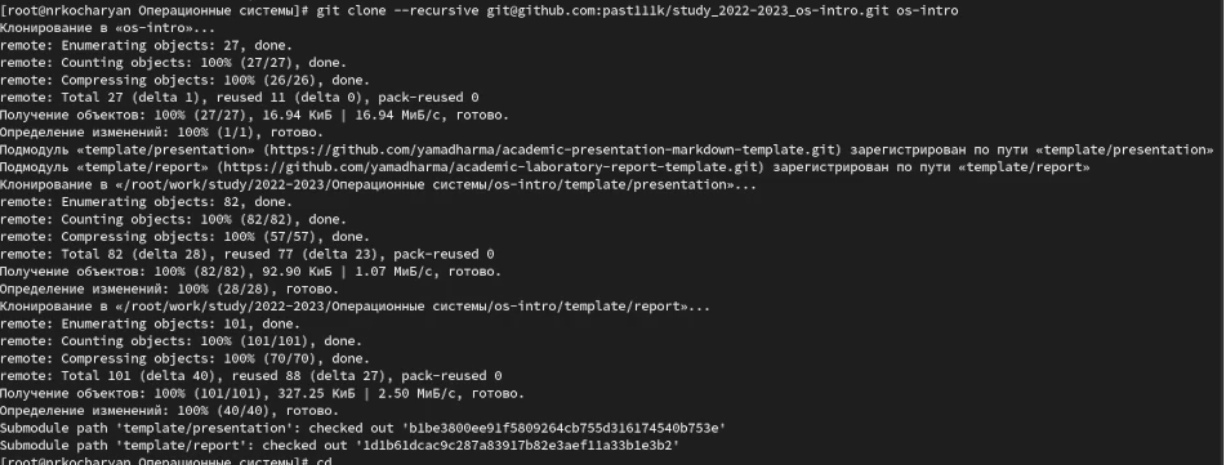 [root@nrkocharyan Операционные системы]# git clone --recursive git@github.com:past1l1k/study_2022-2023_os-intro.git os-intro
Клонирование в «os-intro»...
remote: Enumerating objects: 27, done.
remote: Counting objects: 100% (27/27), done.
remote: Compressing objects: 100% (26/26), done.
remote: Total 27 (delta 1), reused 11 (delta 0), pack-reused 0
Получение объектов: 100% (27/27), 16.94 КиБ | 16.94 МиБ/с, готово.
Определение изменений: 100% (1/1), готово.
Подмодуль «template/presentation» (https://github.com/yamadharma/academic-presentation-markdown-template.git) зарегистрирован по пути «template/presentation»
Подмодуль «template/report» (https://github.com/yamadharma/academic-laboratory-report-template.git) зарегистрирован по пути «template/report»
Клонирование в «/root/work/study/2022-2023/Операционные системы/os-intro/template/presentation»...
remote: Enumerating objects: 82, done.
remote: Counting objects: 100% (82/82), done.
remote: Compressing objects: 100% (57/57), done.
remote: Total 82 (delta 28), reused 77 (delta 23), pack-reused 0
Получение объектов: 100% (82/82), 92.90 КиБ | 1.07 МиБ/с, готово.
Определение изменений: 100% (28/28), готово.
Клонирование в «/root/work/study/2022-2023/Операционные системы/os-intro/template/report»...
remote: Enumerating objects: 101, done.
remote: Counting objects: 100% (101/101), done.
remote: Compressing objects: 100% (70/70), done.
remote: Total 101 (delta 40), reused 88 (delta 27), pack-reused 0
Получение объектов: 100% (101/101), 327.25 КиБ | 2.50 МиБ/с, готово.
Определение изменений: 100% (40/40), готово.
Submodule path 'template/presentation': checked out 'b1be3800ee91f5809264cb755d316174540b753e'
Submodule path 'template/report': checked out '1d1b61dcac9c287a83917b82e3aef11a33b1e3b2'
[root@nrkocharyan Операционные системы]# cd